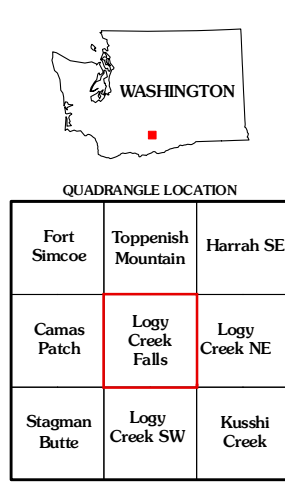 WASHINGTON
QUADRANGLE LOCATION
Fort
Simcoe
Toppenish
Mountain
Harrah SE
Camas
Patch
Logy
Creek
Falls
Logy
Creek NE
Stagman
Butte
Logy
Creek SW
Kusshi
Creek